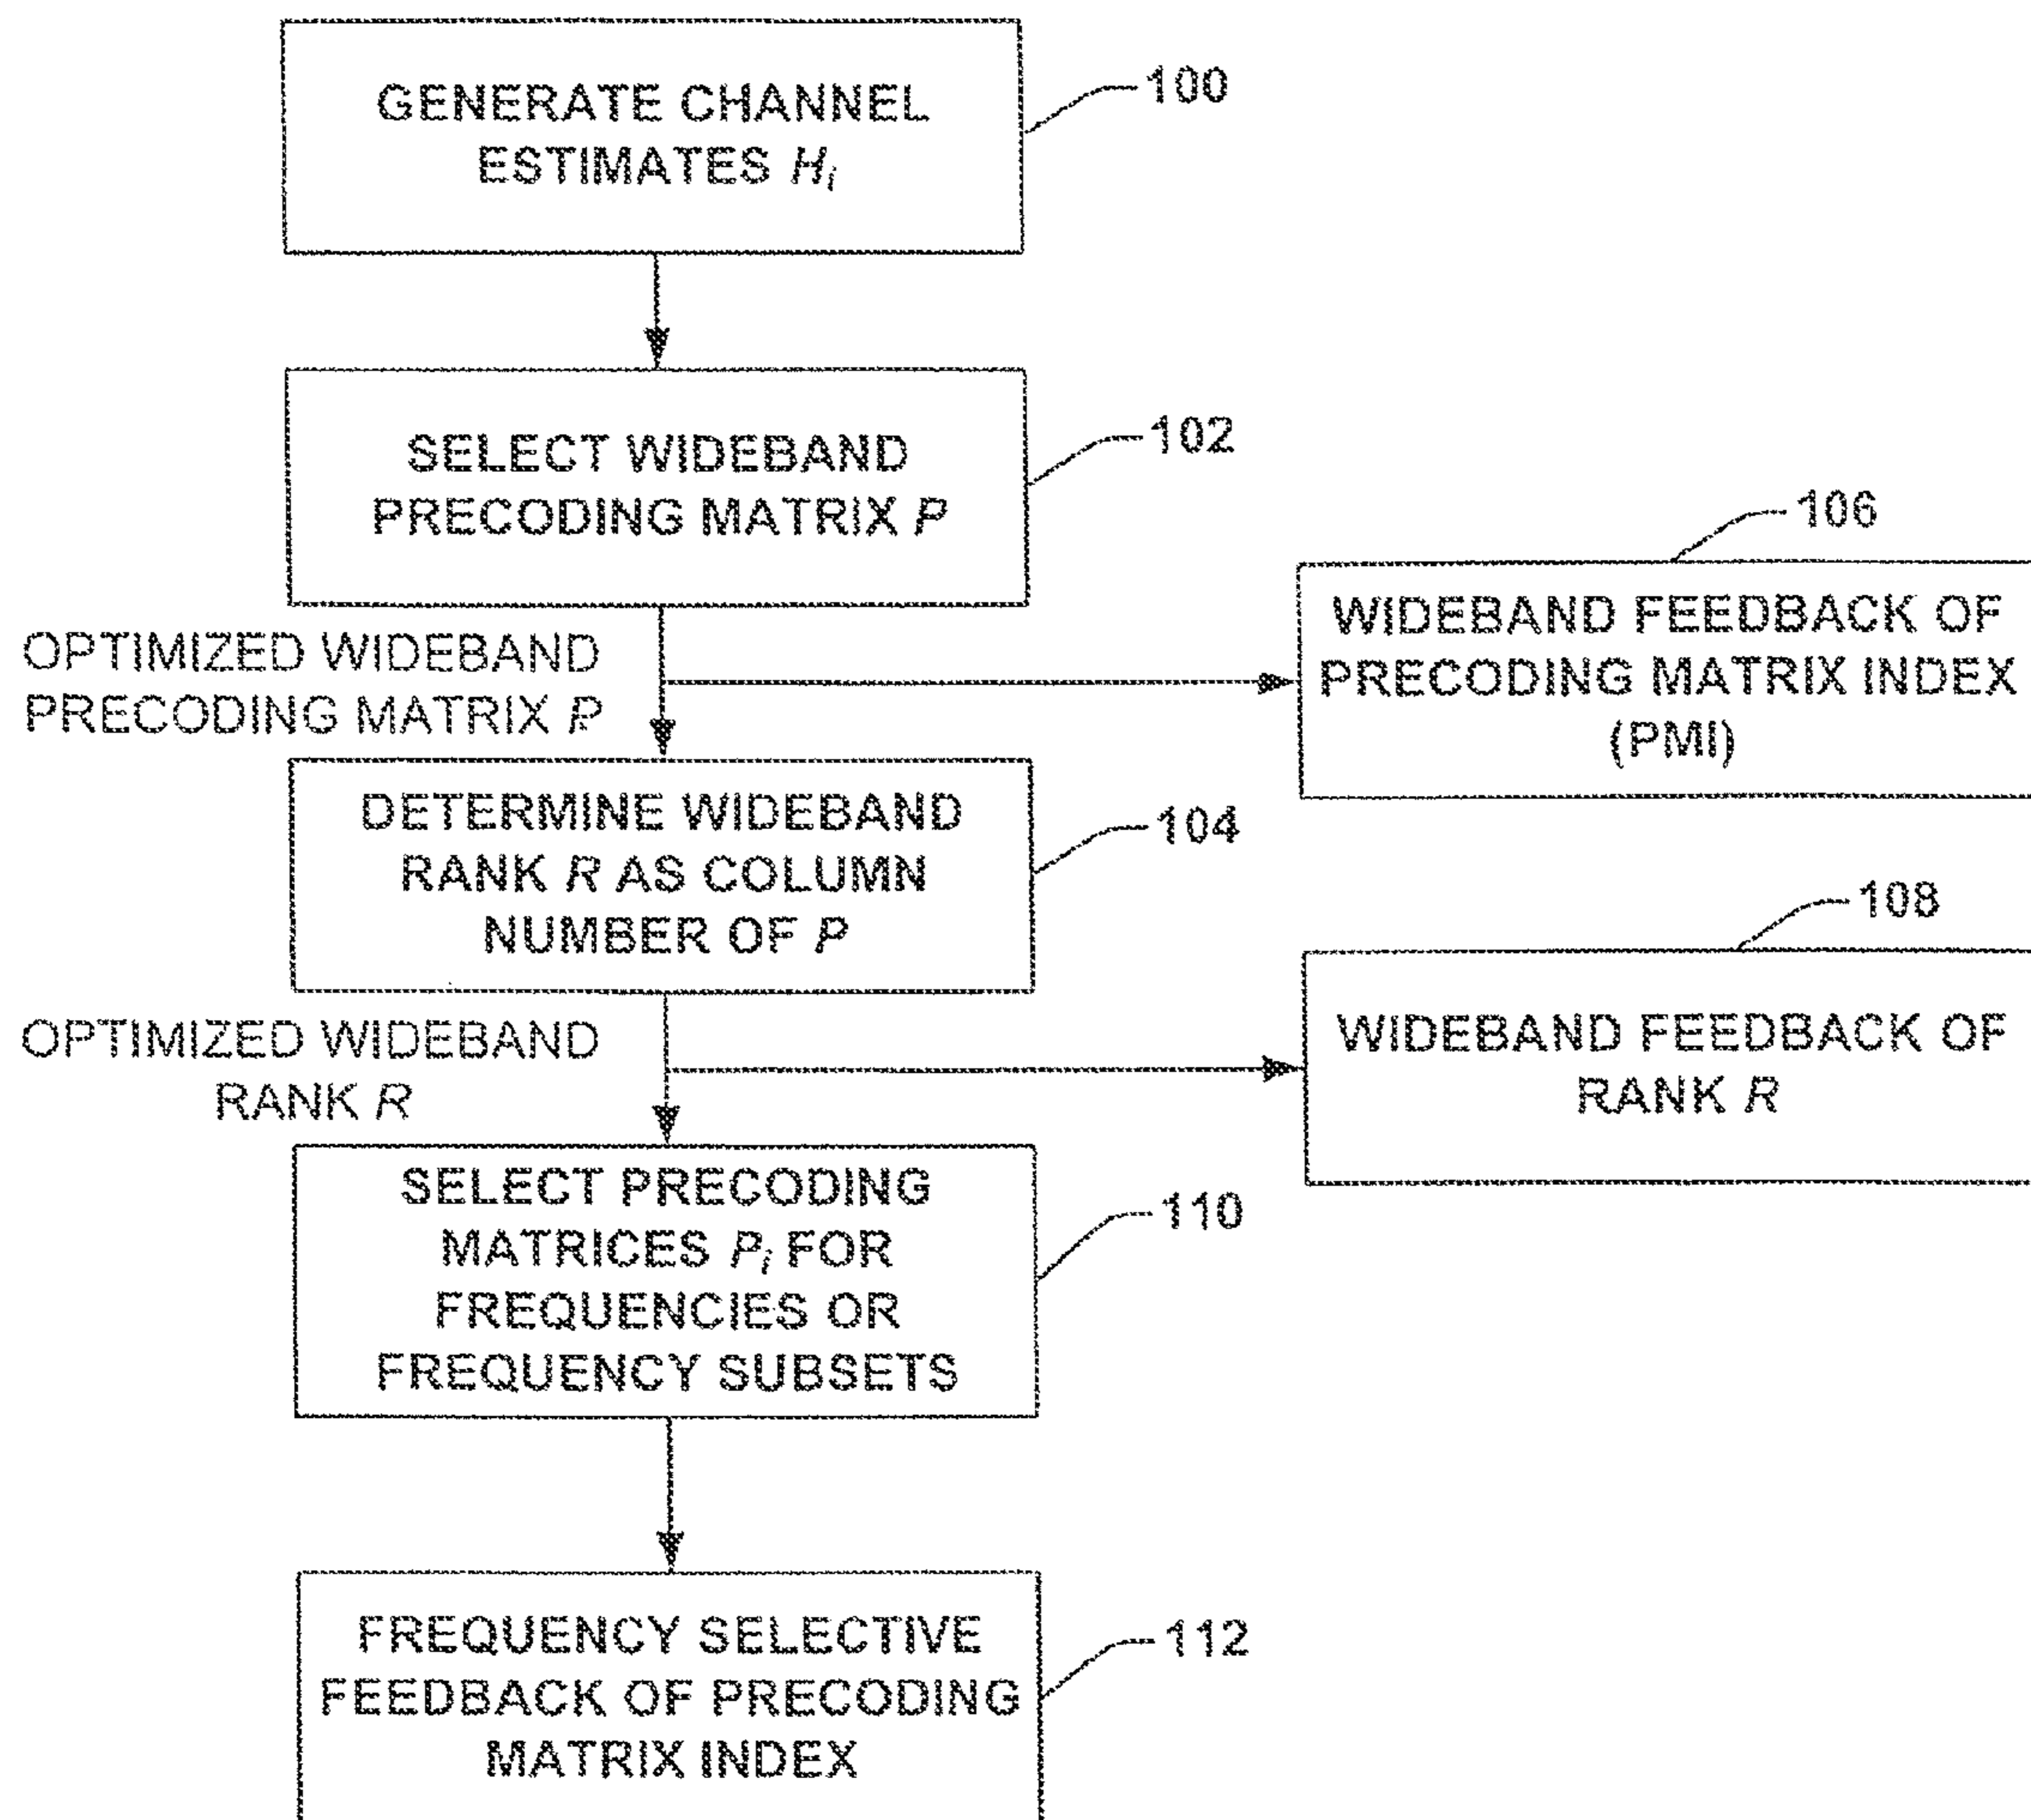 GENERATE CHANNEL
ESTIMATES Hi
100
SELECT WIDEBAND
PRECODING MATRIX P
102
OPTIMIZED WIDEBAND
PRECODING MATRIX P
106
WIDEBAND FEEDBACK OF
PRECODING MATRIX INDEX
(PMI)
DETERMINE WIDEBAND
RANK R AS COLUMN
NUMBER OF P
104
OPTIMIZED WIDEBAND
RANK R
108
WIDEBAND FEEDBACK OF
RANK R
SELECT PRECODING
MATRICES Pi FOR
FREQUENCIES OR
FREQUENCY SUBSETS
110
FREQUENCY SELECTIVE
FEEDBACK OF PRECODING
MATRIX INDEX
112